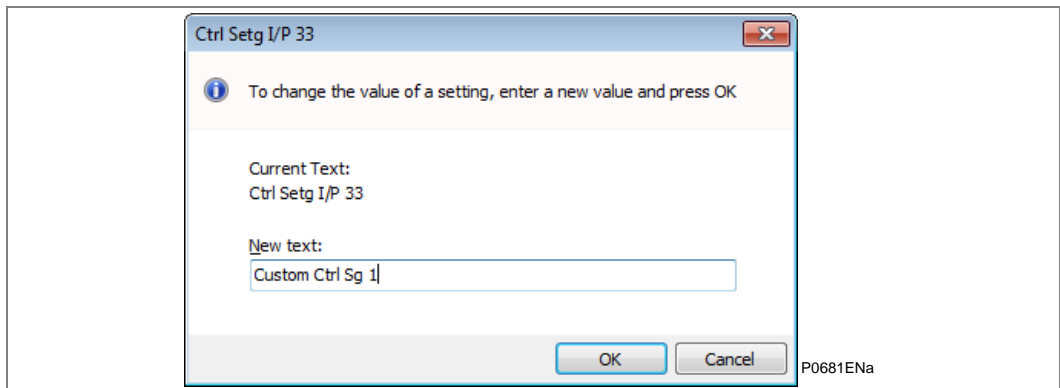 Ctrl Setg I/P 33
To change the value of a setting, enter a new value and press OK
Current Text:
Ctrl Setg I/P 33
New text:
Custom Ctrl Sg 1
OK Cancel
P0681ENa